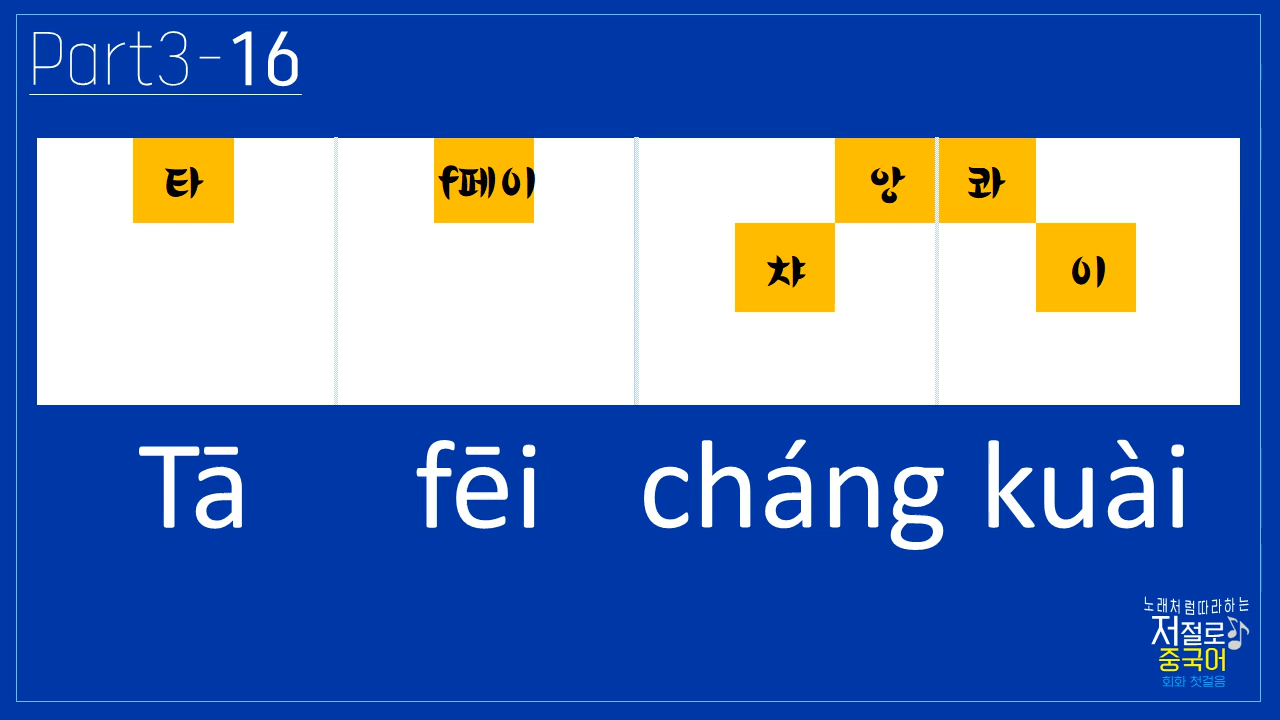 Part3-16
타 f페이 앙 콰
챠 이
Tā fēi cháng kuài
노래처럼따라하는
저절로
중국어
회화 첫걸음